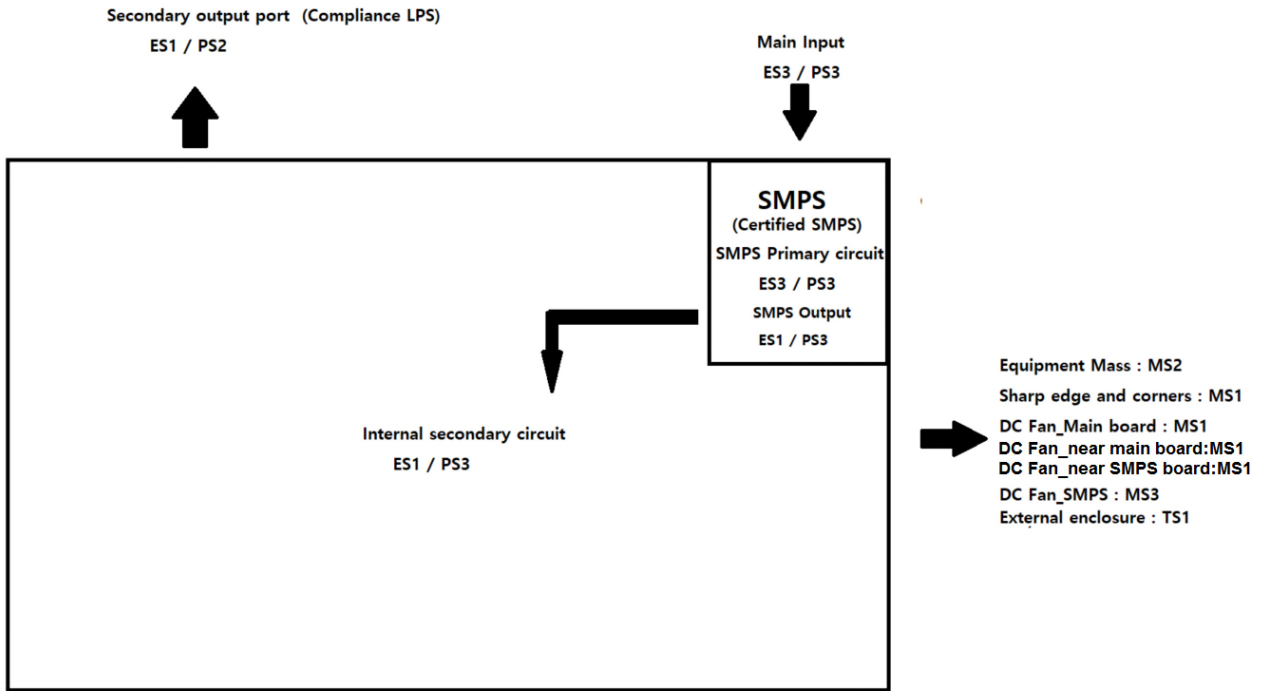 Secondary output port (Compliance LPS)
ES1 / PS2
Main Input
ES3 / PS3
SMPS
(Certified SMPS)
SMPS Primary circuit
ES3 / PS3
SMPS Output
ES1 / PS3
Internal secondary circuit
ES1 / PS3
Equipment Mass : MS2
Sharp edge and corners : MS1
DC Fan_Main board : MS1
DC Fan_near main board:MS1
DC Fan_near SMPS board:MS1
DC Fan_SMPS : MS3
External enclosure : TS1